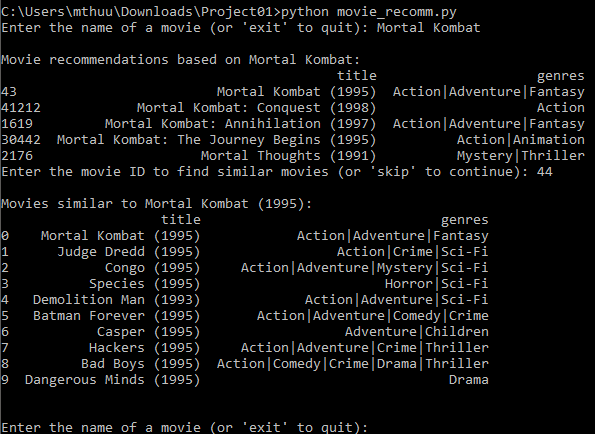 C:\Users\mthuu\Downloads\Project01>python movie_recomm.py
Enter the name of a movie (or 'exit' to quit): Mortal Kombat
Movie recommendations based on Mortal Kombat:
title genres
43 Mortal Kombat (1995) Action|Adventure|Fantasy
41212 Mortal Kombat: Conquest (1998) Action
1619 Mortal Kombat: Annihilation (1997) Action|Adventure|Fantasy
30442 Mortal Kombat: The Journey Begins (1995) Action|Animation
2176 Mortal Thoughts (1991) Mystery|Thriller
Enter the movie ID to find similar movies (or 'skip' to continue): 44
Movies similar to Mortal Kombat (1995):
title genres
0 Mortal Kombat (1995) Action|Adventure|Fantasy
1 Judge Dredd (1995) Action|Crime|Sci-Fi
2 Congo (1995) Action|Adventure|Mystery|Sci-Fi
3 Species (1995) Horror|Sci-Fi
4 Demolition Man (1993) Action|Adventure|Sci-Fi
5 Batman Forever (1995) Action|Adventure|Comedy|Crime
6 Casper (1995) Adventure|Children
7 Hackers (1995) Action|Adventure|Crime|Thriller
8 Bad Boys (1995) Action|Comedy|Crime|Drama|Thriller
9 Dangerous Minds (1995) Drama
Enter the name of a movie (or 'exit' to quit):